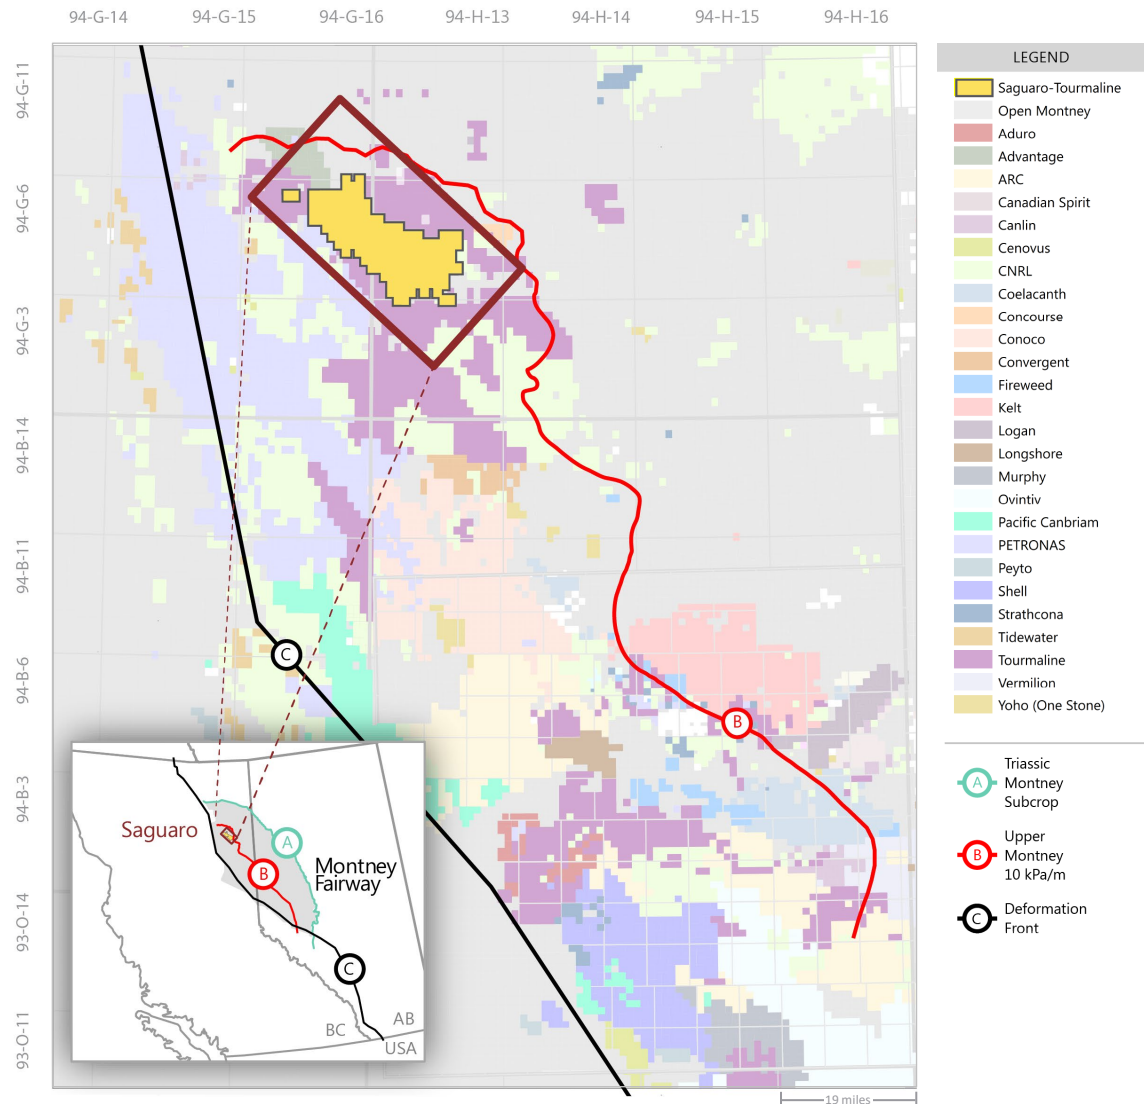 94-G-14
94-G-15
94-G-16
94-H-13
94-H-14
94-H-15
94-H-16
94-G-11
94-G-6
94-G-3
94-B-14
94-B-11
94-B-6
94-B-3
93-O-14
93-O-11
C
B
Saguaro
A
B
Montney
Fairway
C
BC
AB
USA
19 miles
LEGEND
Saguaro-Tourmaline
Open Montney
Aduro
Advantage
ARC
Canadian Spirit
Canlin
Cenovus
CNRL
Coelacanth
Concourse
Conoco
Convergent
Fireweed
Kelt
Logan
Longshore
Murphy
Ovintiv
Pacific Canbriam
PETRONAS
Peyto
Shell
Strathcona
Tidewater
Tourmaline
Vermilion
Yoho (One Stone)
A
Triassic
Montney
Subcrop
B
Upper
Montney
10 kPa/m
C
Deformation
Front